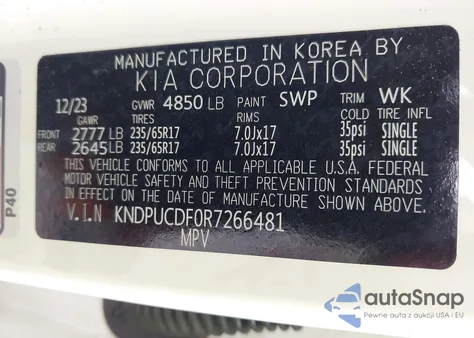 MANUFACTURED IN KOREA BY
KIA CORPORATION
12/23 GVWR 4850 LB PAINT SWP TRIM WK
GAWR TIRES RIMS COLD TIRE INFL
FRONT 2777 LB 235/65R17 7.0Jx17 35psi SINGLE
REAR 2645 LB 235/65R17 7.0Jx17 35psi SINGLE
THIS VEHICLE CONFORMS TO ALL APPLICABLE U.S.A. FEDERAL
MOTOR VEHICLE SAFETY AND THEFT PREVENTION STANDARDS
IN EFFECT ON THE DATE OF MANUFACTURE SHOWN ABOVE.
V.I.N KNDPUCDF0R7266481
MPV
P40
autaSnap
Pewne auta z aukcji USA i EU